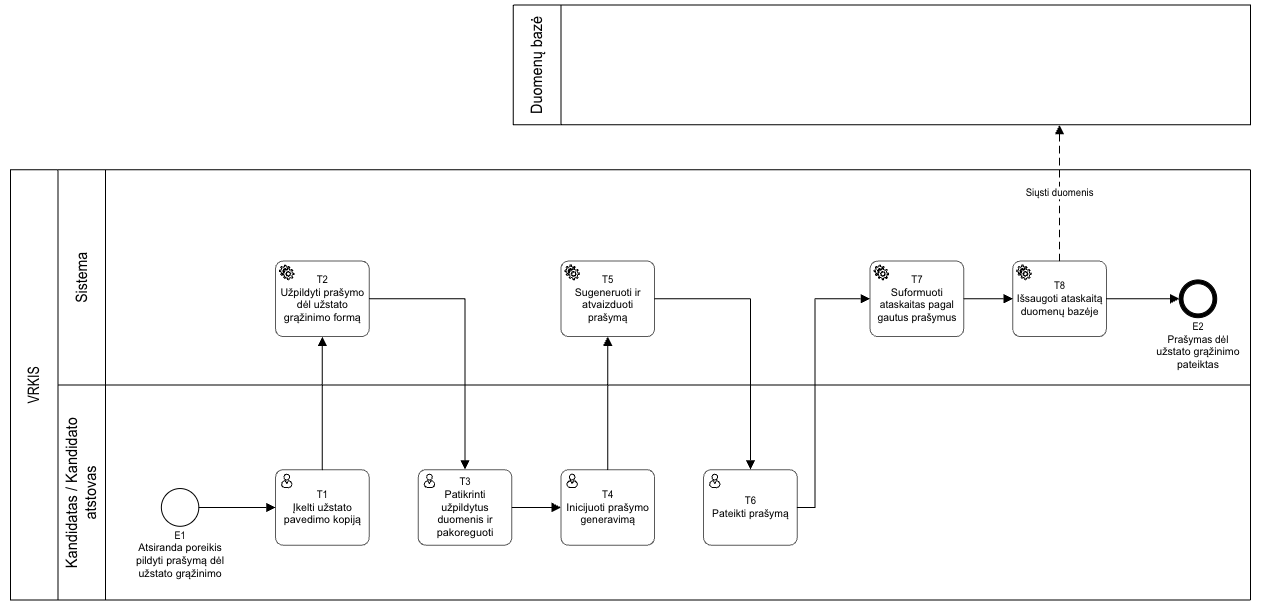 Duomenų bazė
Siųsti duomenis
VRKIS
Sistema
T2
Užpildyti prašymo
dėl užstato
grąžinimo formą
T5
Sugeneruoti ir
atvaizduoti
prašymą
T7
Suformuoti
ataskaitas pagal
gautus prašymus
T8
Išsaugoti ataskaitą
duomenų bazėje
E2
Prašymas dėl
užstato grąžinimo
pateiktas
Kandidatas / Kandidato
atstovas
E1
Atsiranda poreikis
pildyti prašymą dėl
užstato grąžinimo
T1
Įkelti užstato
pavedimo kopiją
T3
Patikrinti
užpildytus
duomenis ir
pakoreguoti
T4
Inicijuoti prašymo
generavimą
T6
Pateikti prašymą